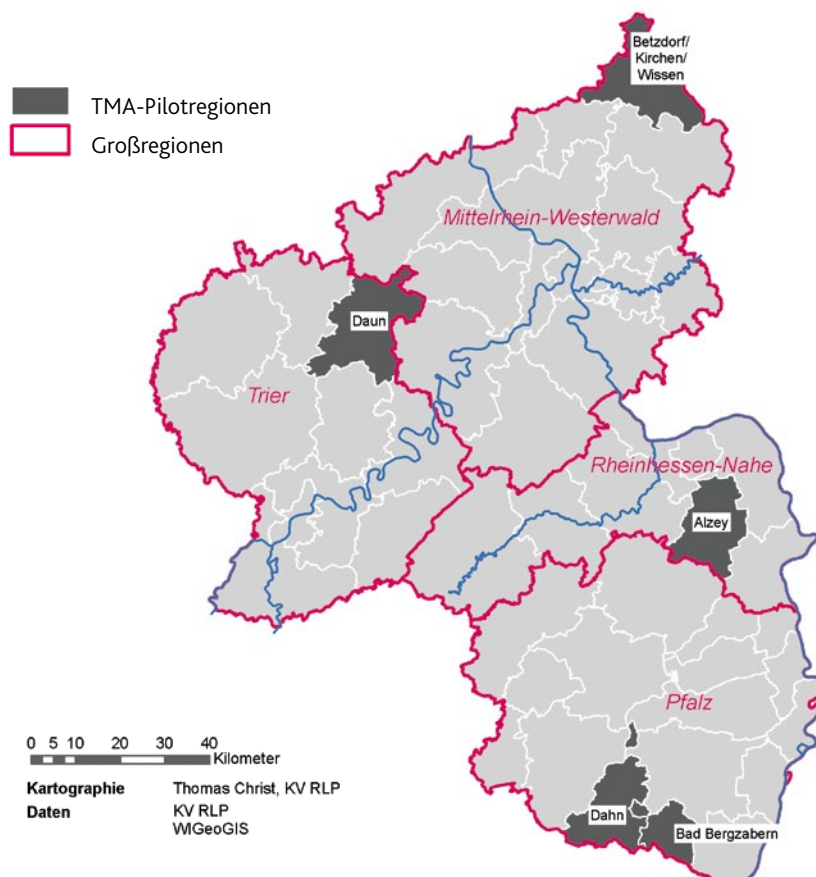 Betzdorf/
Kirchen/
Wissen
TMA-Pilotregionen
Großregionen
Mittelrhein-Westerwald
Daun
Trier
Rheinhessen-Nahe
Alzey
Pfalz
0 5 10 20 30 40
Kilometer
Kartographie Thomas Christ, KV RLP
Daten KV RLP
WIGeoGIS
Dahn
Bad Bergzabern